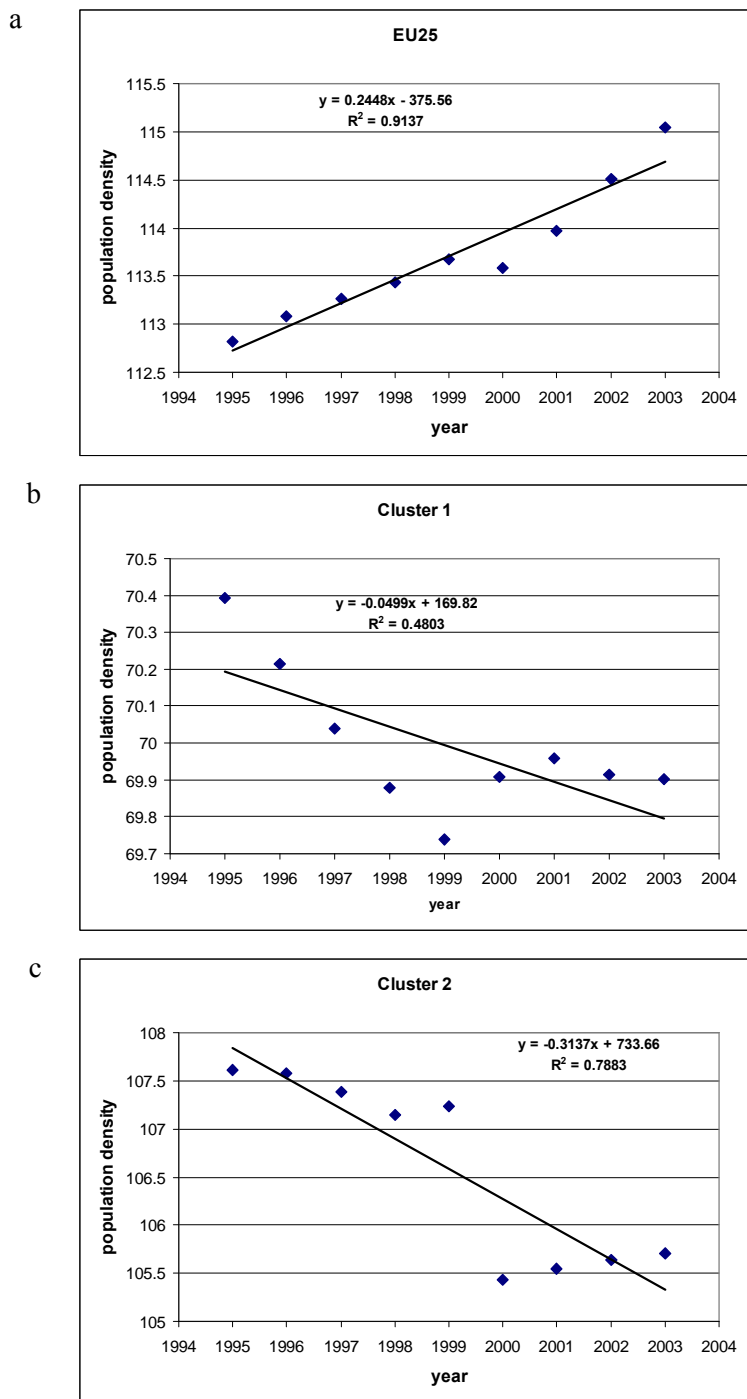 a
EU25
y = 0.2448x - 375.56
R² = 0.9137
115.5
115
114.5
114
113.5
113
112.5
population density
1994 1995 1996 1997 1998 1999 2000 2001 2002 2003 2004
year
b
Cluster 1
y = -0.0499x + 169.82
R² = 0.4803
70.5
70.4
70.3
70.2
70.1
70
69.9
69.8
69.7
population density
1994 1995 1996 1997 1998 1999 2000 2001 2002 2003 2004
year
c
Cluster 2
y = -0.3137x + 733.66
R² = 0.7883
108
107.5
107
106.5
106
105.5
105
population density
1994 1995 1996 1997 1998 1999 2000 2001 2002 2003 2004
year